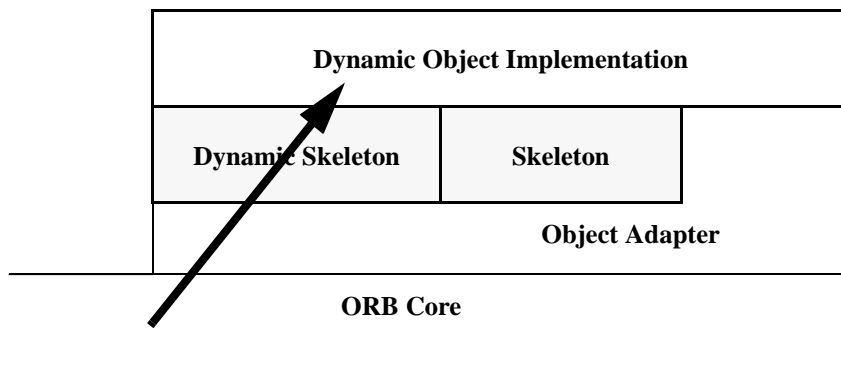 Dynamic Object Implementation
Dynamic Skeleton
Skeleton
Object Adapter
ORB Core